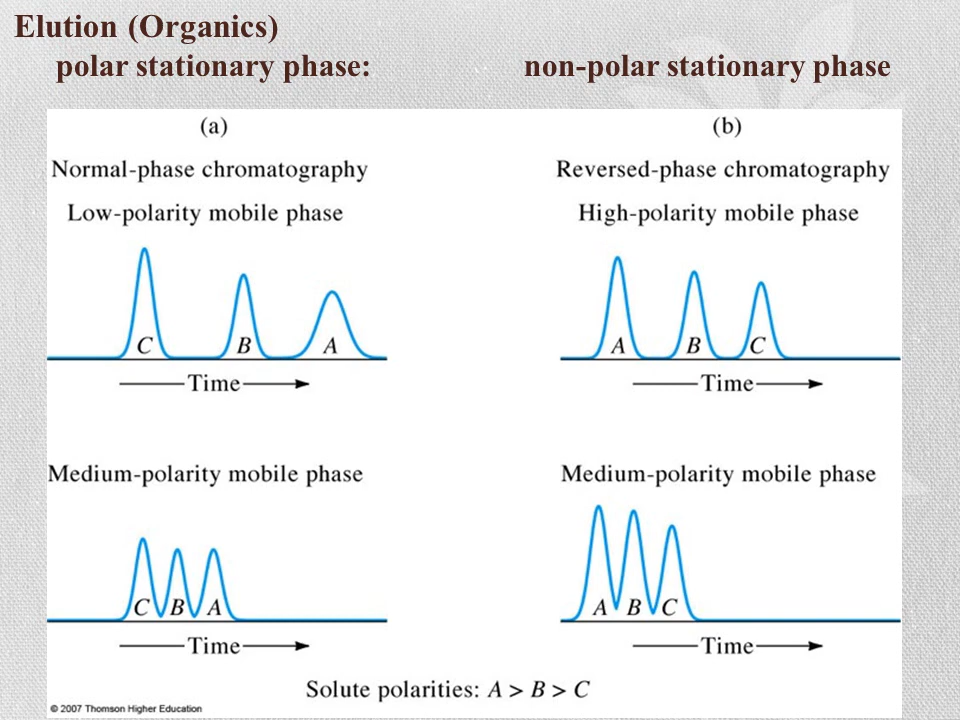 Elution (Organics)
polar stationary phase: non-polar stationary phase
(a)
Normal-phase chromatography
Low-polarity mobile phase
C B A
Time
Medium-polarity mobile phase
C B A
Time
(b)
Reversed-phase chromatography
High-polarity mobile phase
A B C
Time
Medium-polarity mobile phase
A B C
Time
Solute polarities: A > B > C
© 2007 Thomson Higher Education